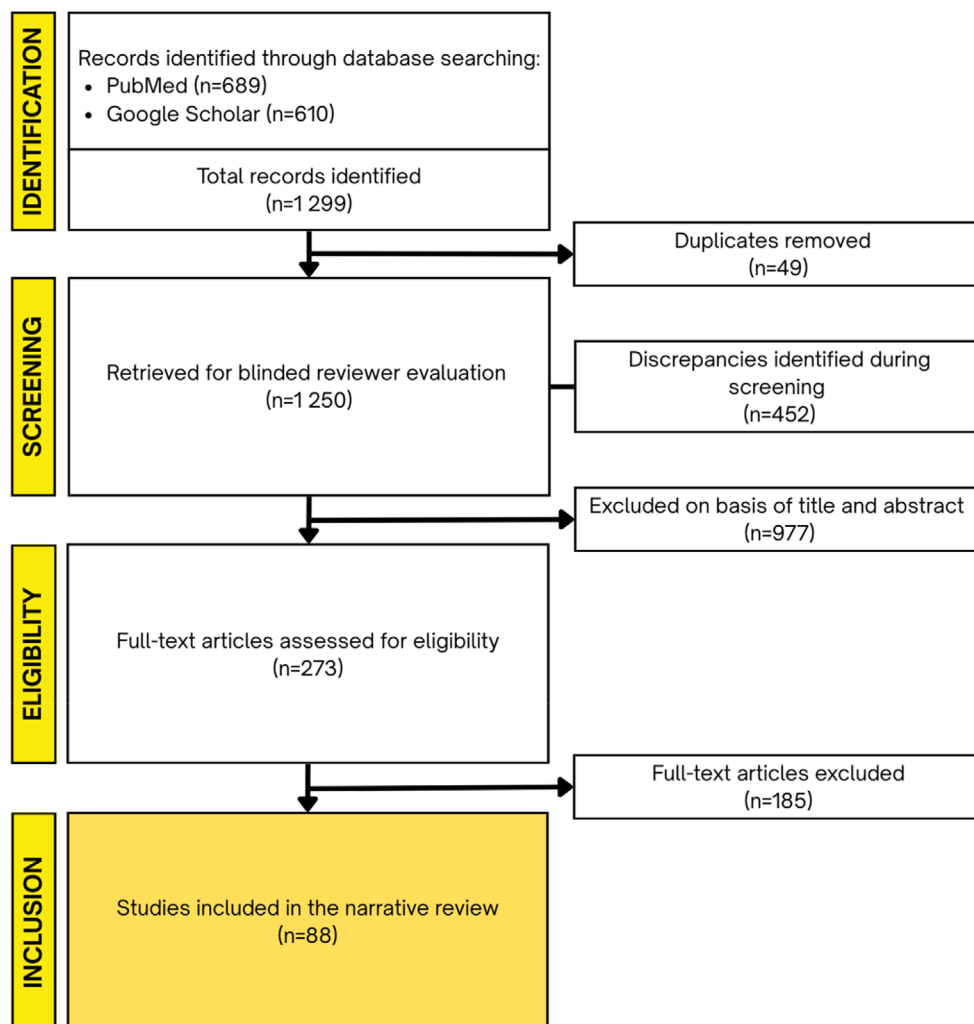 IDENTIFICATION
Records identified through database searching:
• PubMed (n=689)
• Google Scholar (n=610)
Total records identified
(n=1 299)
Duplicates removed
(n=49)
SCREENING
Retrieved for blinded reviewer evaluation
(n=1 250)
Discrepancies identified during
screening
(n=452)
Excluded on basis of title and abstract
(n=977)
ELIGIBILITY
Full-text articles assessed for eligibility
(n=273)
Full-text articles excluded
(n=185)
INCLUSION
Studies included in the narrative review
(n=88)